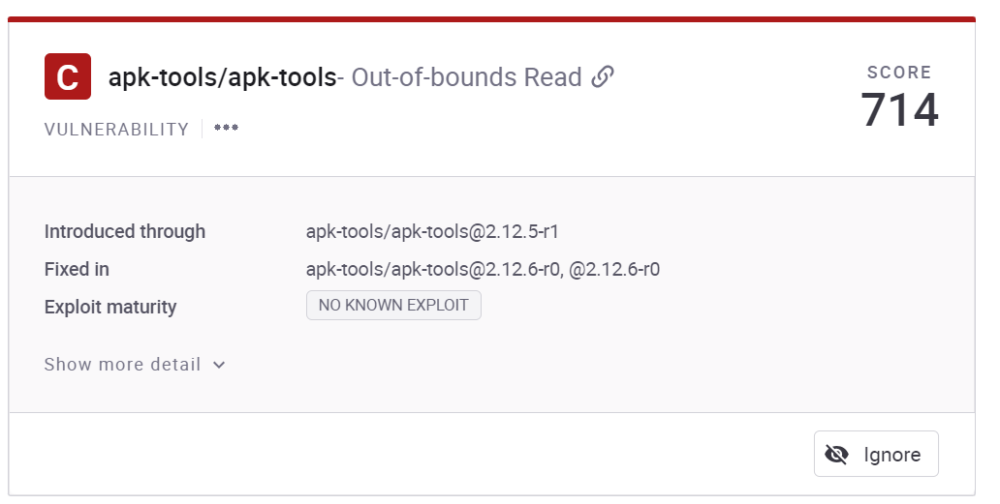 C apk-tools/apk-tools- Out-of-bounds Read
SCORE
714
VULNERABILITY
Introduced through apk-tools/apk-tools@2.12.5-r1
Fixed in apk-tools/apk-tools@2.12.6-r0, @2.12.6-r0
Exploit maturity NO KNOWN EXPLOIT
Show more detail
Ignore